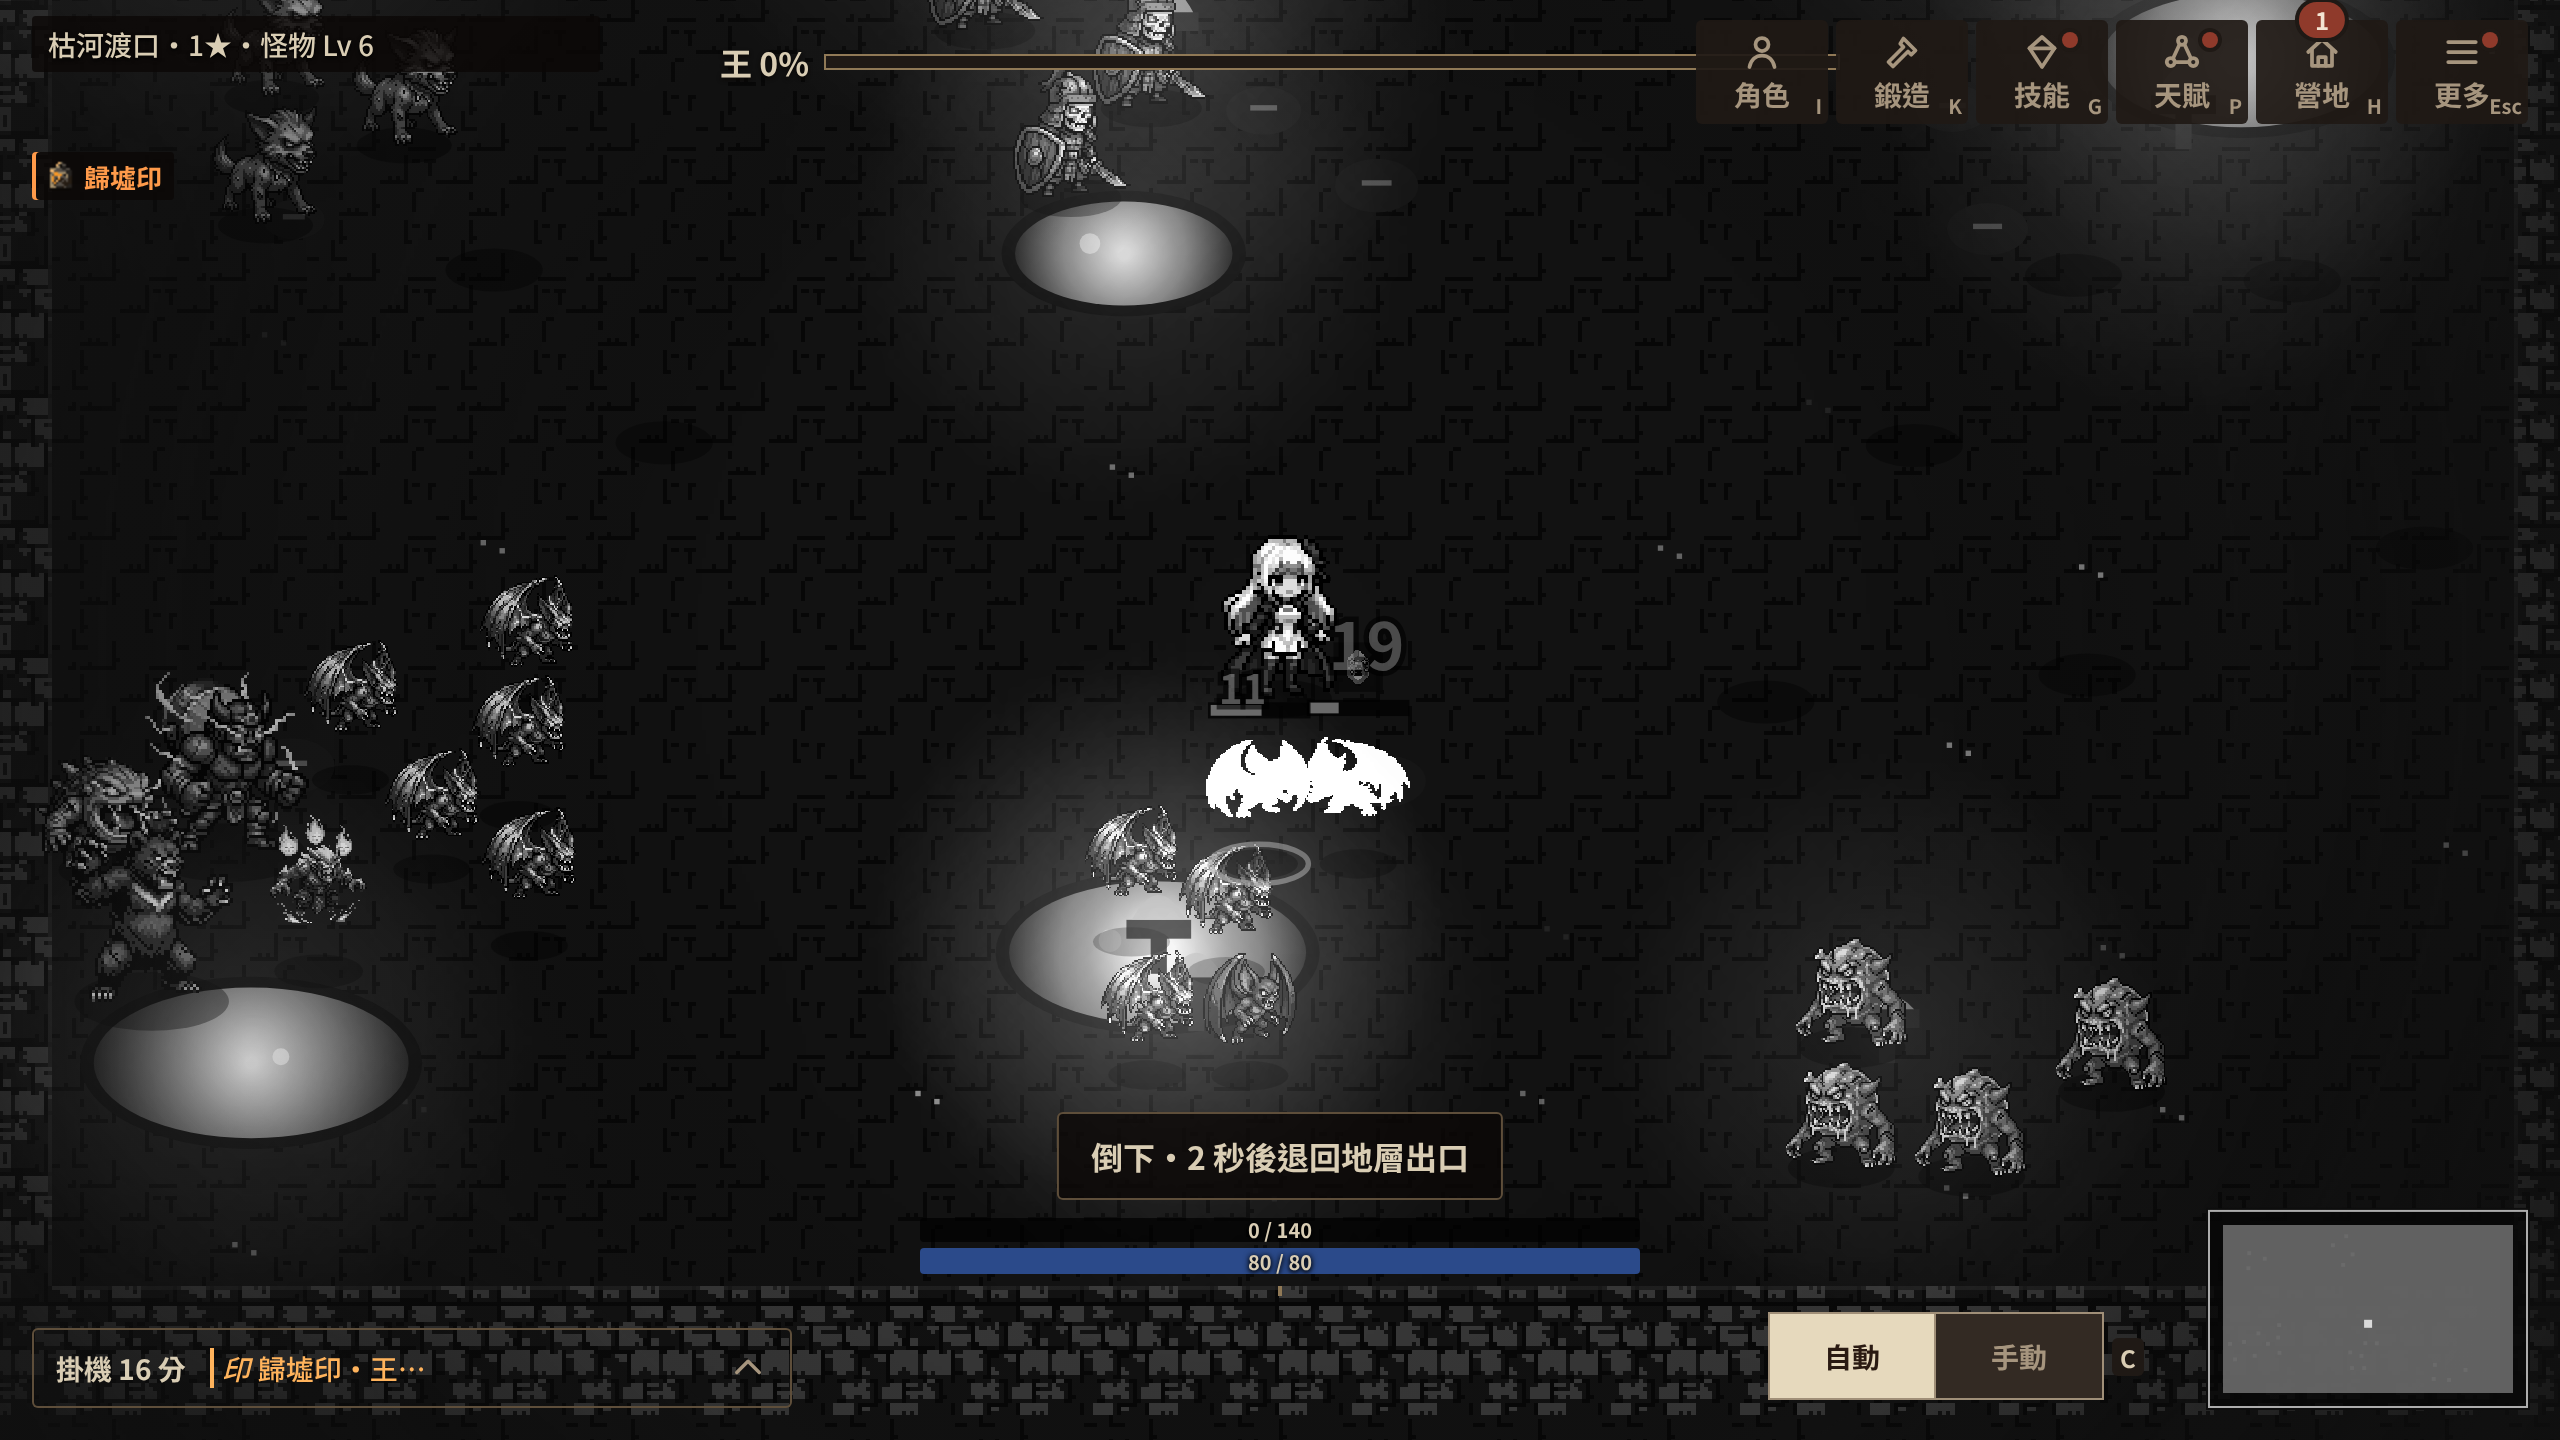 枯河渡口・1★・怪物 Lv 6
王 0%
角色 I
鍛造 K
技能 G
天賦 P
1
營地 H
更多 Esc
歸墟印
19
11
倒下・2 秒後退回地層出口
0 / 140
80 / 80
掛機 16 分
印 歸墟印・王…
自動
手動
C